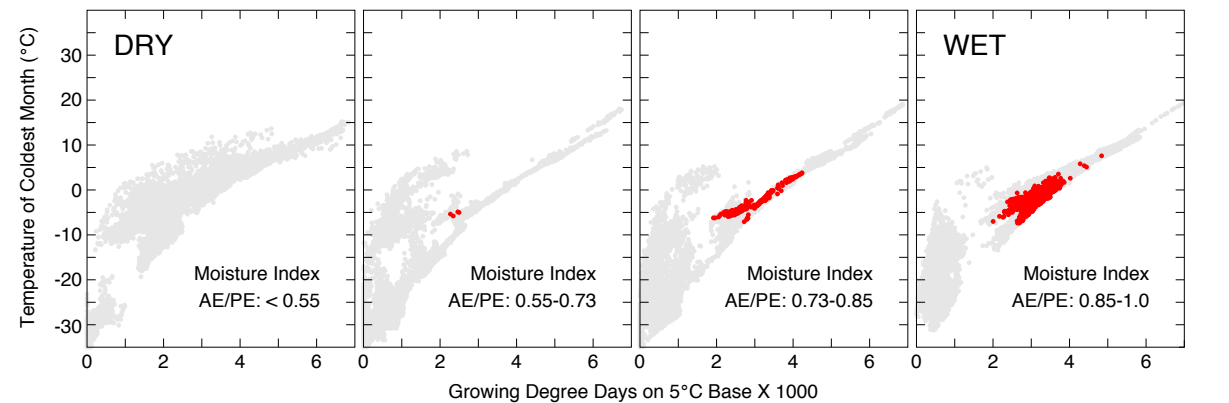 Temperature of Coldest Month (°C)
30
20
10
0
-10
-20
-30
DRY
WET
Moisture Index
AE/PE: < 0.55
Moisture Index
AE/PE: 0.55-0.73
Moisture Index
AE/PE: 0.73-0.85
Moisture Index
AE/PE: 0.85-1.0
0 2 4 6
0 2 4 6
0 2 4 6
0 2 4 6
Growing Degree Days on 5°C Base X 1000